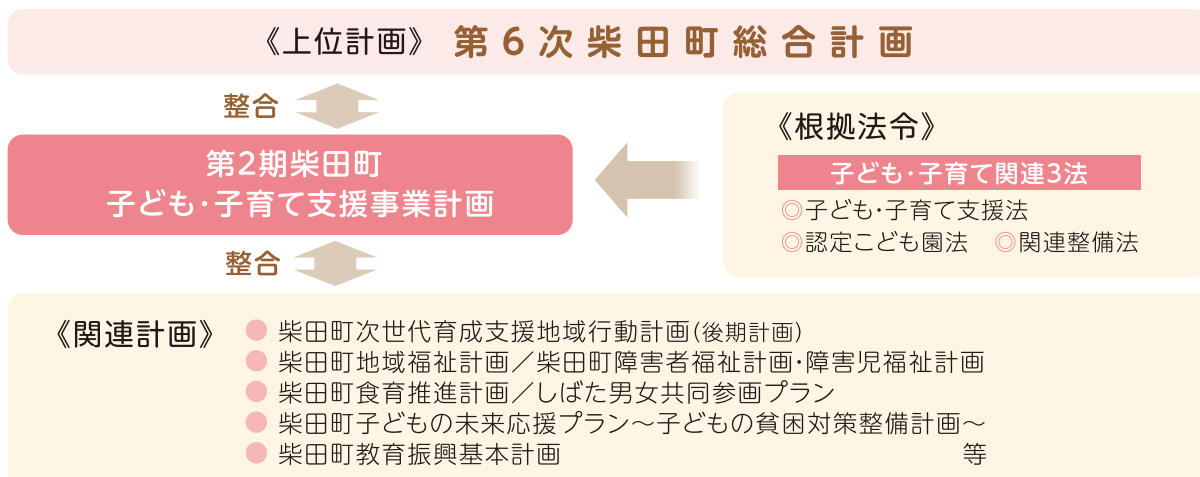 《上位計画》 第6次柴田町総合計画
整合
第2期柴田町
子ども・子育て支援事業計画
《根拠法令》
子ども・子育て関連3法
◎子ども・子育て支援法
◎認定こども園法 ◎関連整備法
整合
《関連計画》
● 柴田町次世代育成支援地域行動計画(後期計画)
● 柴田町地域福祉計画/柴田町障害者福祉計画・障害児福祉計画
● 柴田町食育推進計画/しばた男女共同参画プラン
● 柴田町子どもの未来応援プラン~子どもの貧困対策整備計画~
● 柴田町教育振興基本計画 等